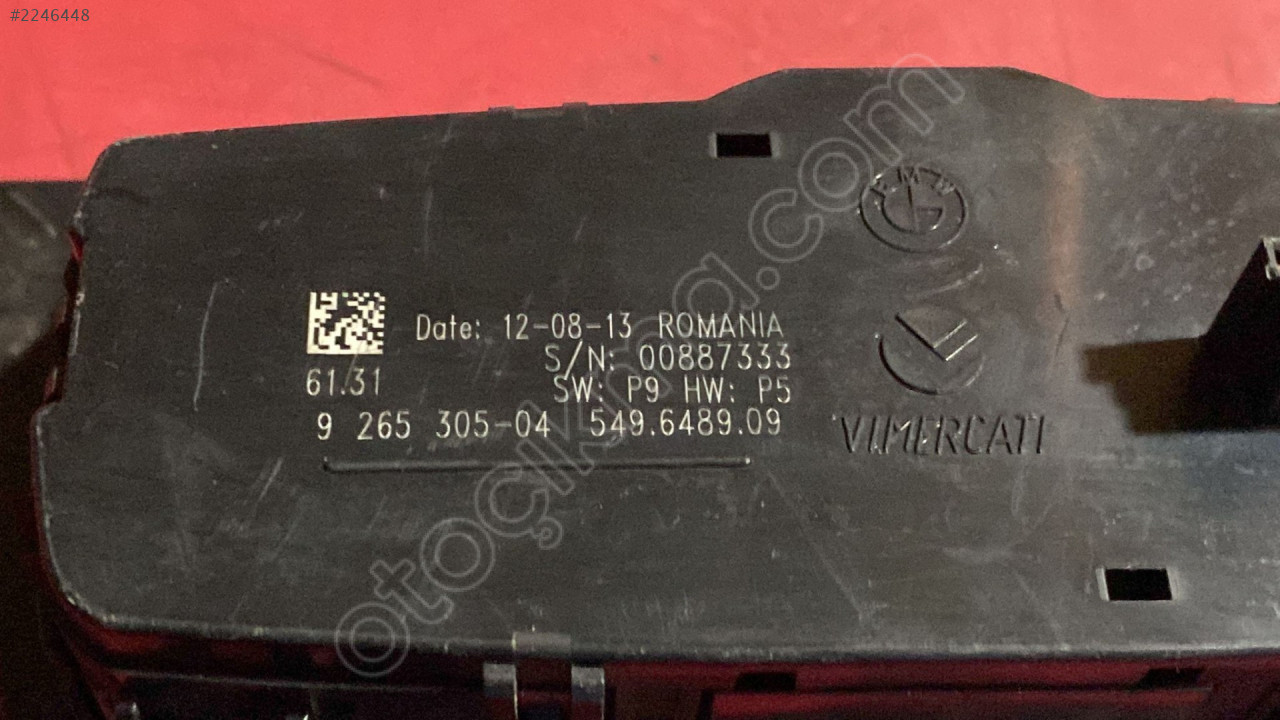 #2246448
BMW
Date: 12-08-13 ROMANIA
S/N: 00887333
61.31
SW: P9 HW: P5
9 265 305-04 549.6489.09
VIMERCATI
otoçıkma.com